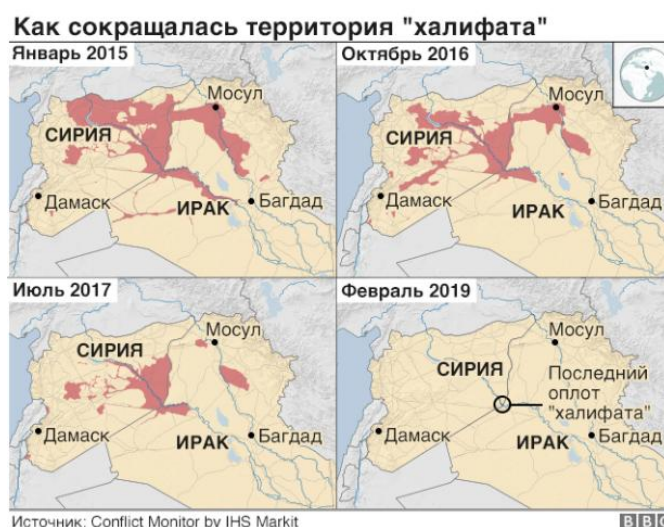 Как сокращалась территория "халифата"
Январь 2015
Мосул
СИРИЯ
Дамаск
ИРАК
Багдад
Октябрь 2016
Мосул
СИРИЯ
Дамаск
ИРАК
Багдад
Июль 2017
Мосул
СИРИЯ
Дамаск
ИРАК
Багдад
Февраль 2019
Мосул
СИРИЯ
Последний
оплот
"халифата"
Дамаск
ИРАК
Багдад
Источник: Conflict Monitor by IHS Markit
BBC